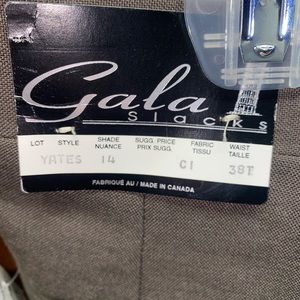 Gala
Slacks
LOT STYLE SHADE SUGG. PRICE FABRIC WAIST
NUANCE PRIX SUGG. TISSU TAILLE
YATES 14 C1 38T
FABRIQUÉ AU / MADE IN CANADA